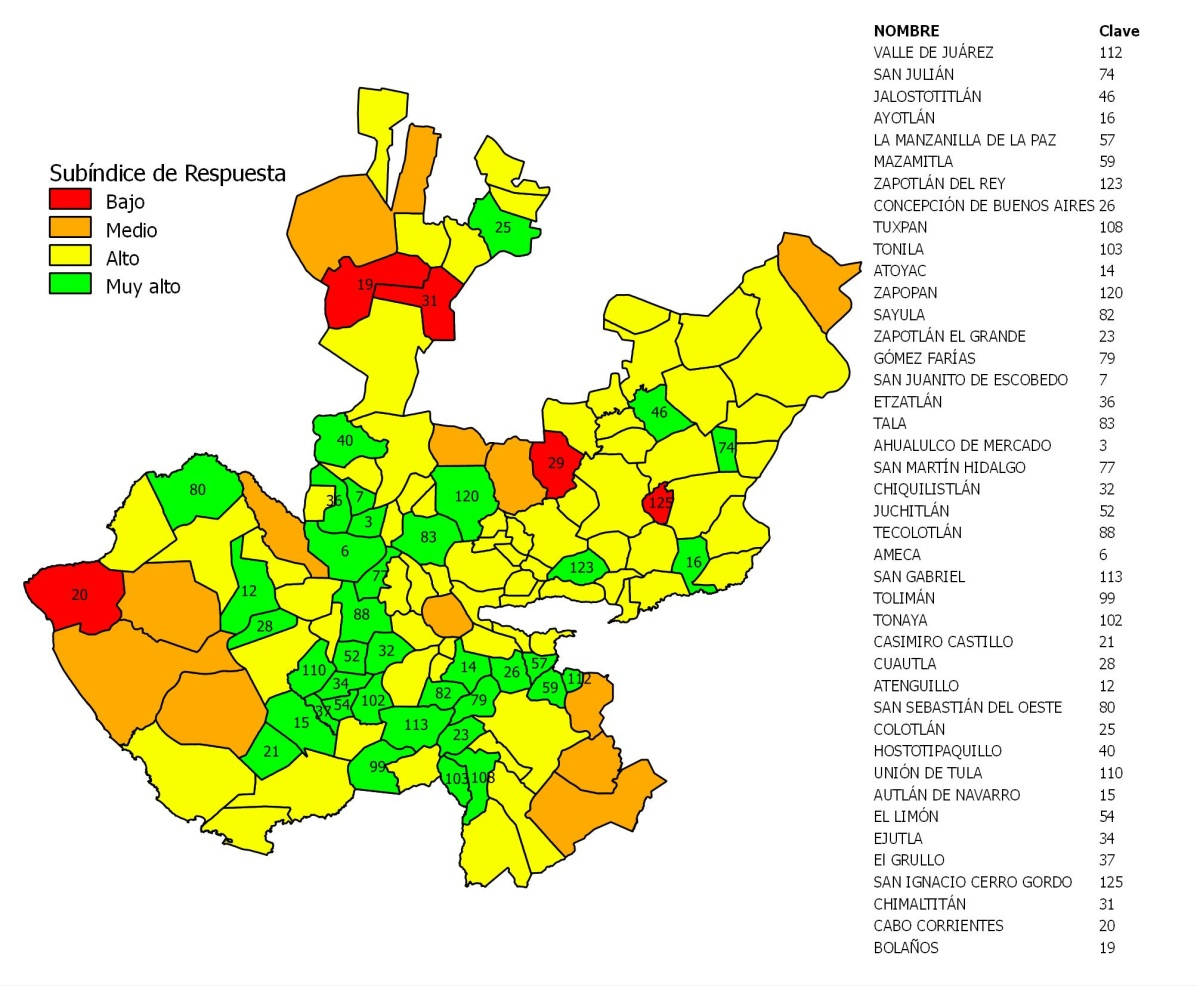 Subíndice de Respuesta
Bajo
Medio
Alto
Muy alto
25
19
31
46
74
40
29
120
125
36
7
3
80
83
6
123
16
77
20
12
88
28
52
32
110
14
26
57
34
59
112
102
82
79
37
54
15
113
23
21
99
103
108
NOMBRE Clave
VALLE DE JUÁREZ 112
SAN JULIÁN 74
JALOSTOTITLÁN 46
AYOTLÁN 16
LA MANZANILLA DE LA PAZ 57
MAZAMITLA 59
ZAPOTLÁN DEL REY 123
CONCEPCIÓN DE BUENOS AIRES 26
TUXPAN 108
TONILA 103
ATOYAC 14
ZAPOPAN 120
SAYULA 82
ZAPOTLÁN EL GRANDE 23
GÓMEZ FARÍAS 79
SAN JUANITO DE ESCOBEDO 7
ETZATLÁN 36
TALA 83
AHUALULCO DE MERCADO 3
SAN MARTÍN HIDALGO 77
CHIQUILISTLÁN 32
JUCHITLÁN 52
TECOLOTLÁN 88
AMECA 6
SAN GABRIEL 113
TOLIMÁN 99
TONAYA 102
CASIMIRO CASTILLO 21
CUAUTLA 28
ATENGUILLO 12
SAN SEBASTIÁN DEL OESTE 80
COLOTLÁN 25
HOSTOTIPAQUILLO 40
UNIÓN DE TULA 110
AUTLÁN DE NAVARRO 15
EL LIMÓN 54
EJUTLA 34
El GRULLO 37
SAN IGNACIO CERRO GORDO 125
CHIMALTITÁN 31
CABO CORRIENTES 20
BOLAÑOS 19